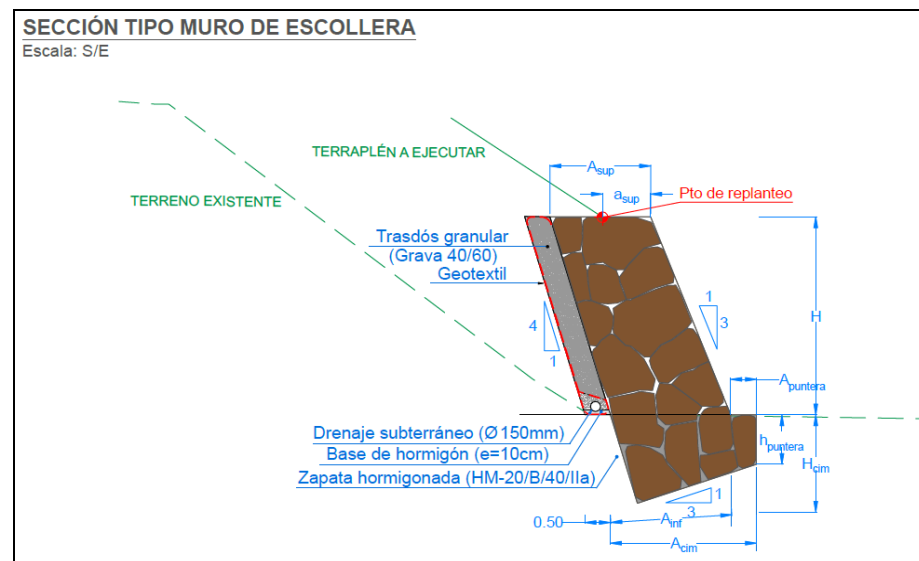 SECCIÓN TIPO MURO DE ESCOLLERA
Escala: S/E
TERRAPLÉN A EJECUTAR
TERRENO EXISTENTE
Asup
asup
Pto de replanteo
Trasdós granular
(Grava 40/60)
Geotextil
4
1
1
3
H
Apuntera
hpuntera
Hcim
Drenaje subterráneo (Ø150mm)
Base de hormigón (e=10cm)
Zapata hormigonada (HM-20/B/40/IIa)
1
3
0.50
Ainf
Acim